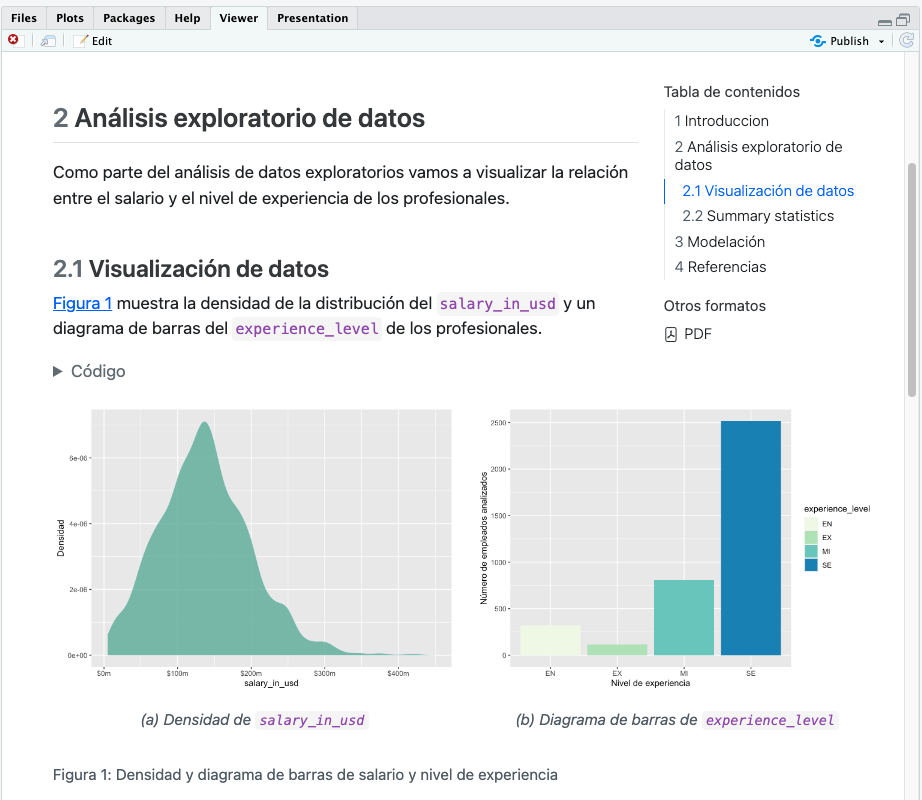 Files Plots Packages Help Viewer Presentation
Edit Publish
2 Análisis exploratorio de datos
Como parte del análisis de datos exploratorios vamos a visualizar la relación
entre el salario y el nivel de experiencia de los profesionales.
2.1 Visualización de datos
Figura 1 muestra la densidad de la distribución del salary_in_usd y un
diagrama de barras del experience_level de los profesionales.
Código
Tabla de contenidos
1 Introduccion
2 Análisis exploratorio de
datos
2.1 Visualización de datos
2.2 Summary statistics
3 Modelación
4 Referencias
Otros formatos
PDF
Densidad
6e-06
4e-06
2e-06
0e+00
$0m $100m $200m $300m $400m
salary_in_usd
Número de empleados analizados
2500
2000
1500
1000
500
0
EN EX MI SE
Nivel de experiencia
experience_level
EN
EX
MI
SE
(a) Densidad de salary_in_usd
(b) Diagrama de barras de experience_level
Figura 1: Densidad y diagrama de barras de salario y nivel de experiencia